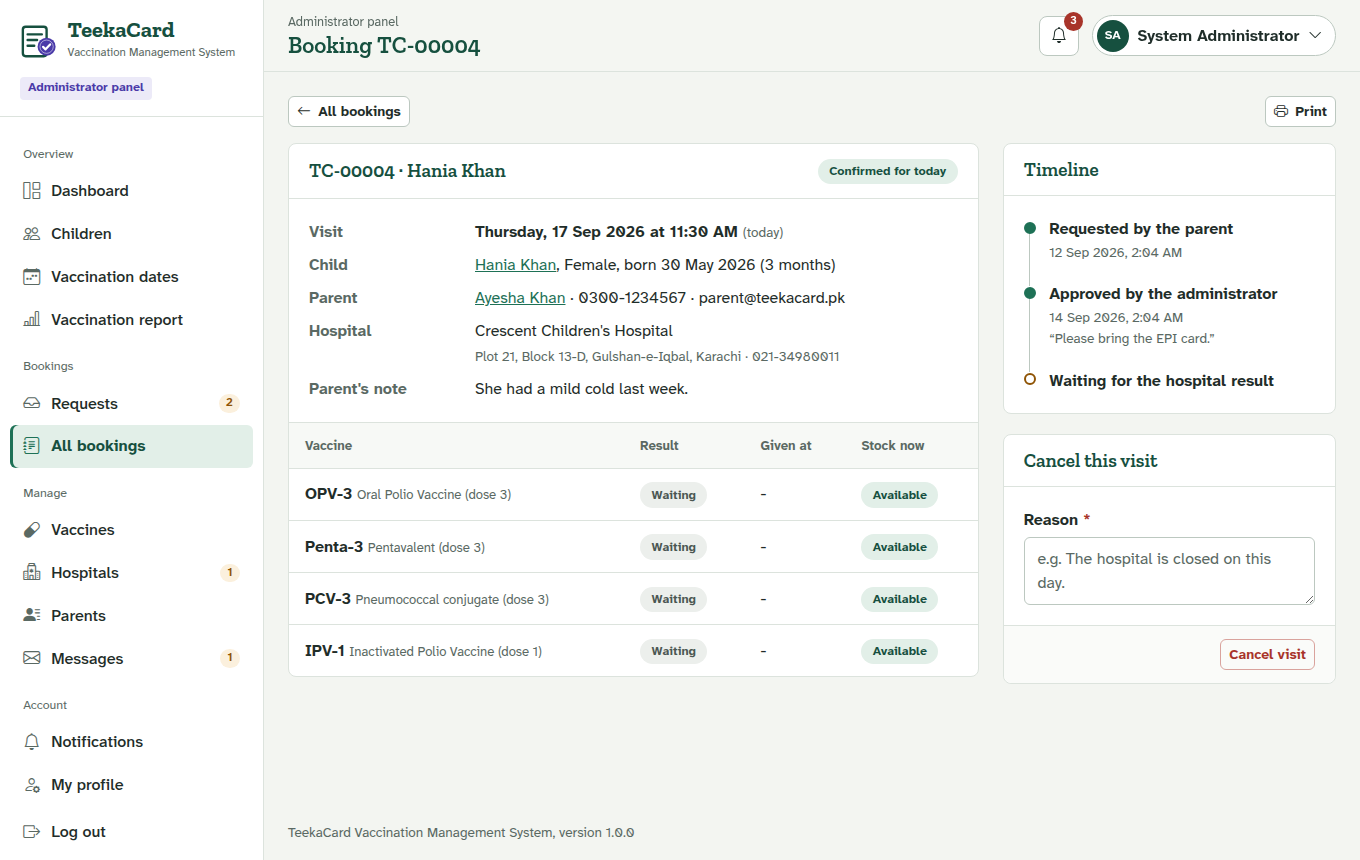 TeekaCard
Vaccination Management System
Administrator panel
Overview
Dashboard
Children
Vaccination dates
Vaccination report
Bookings
Requests 2
All bookings
Manage
Vaccines
Hospitals 1
Parents
Messages 1
Account
Notifications
My profile
Log out
Administrator panel
Booking TC-00004
3
SA System Administrator
← All bookings
Print
TC-00004 · Hania Khan
Confirmed for today
Visit Thursday, 17 Sep 2026 at 11:30 AM (today)
Child Hania Khan, Female, born 30 May 2026 (3 months)
Parent Ayesha Khan · 0300-1234567 · parent@teekacard.pk
Hospital Crescent Children's Hospital
Plot 21, Block 13-D, Gulshan-e-Iqbal, Karachi · 021-34980011
Parent's note She had a mild cold last week.
Vaccine Result Given at Stock now
OPV-3 Oral Polio Vaccine (dose 3) Waiting - Available
Penta-3 Pentavalent (dose 3) Waiting - Available
PCV-3 Pneumococcal conjugate (dose 3) Waiting - Available
IPV-1 Inactivated Polio Vaccine (dose 1) Waiting - Available
Timeline
Requested by the parent
12 Sep 2026, 2:04 AM
Approved by the administrator
14 Sep 2026, 2:04 AM
“Please bring the EPI card.”
Waiting for the hospital result
Cancel this visit
Reason *
e.g. The hospital is closed on this
day.
Cancel visit
TeekaCard Vaccination Management System, version 1.0.0